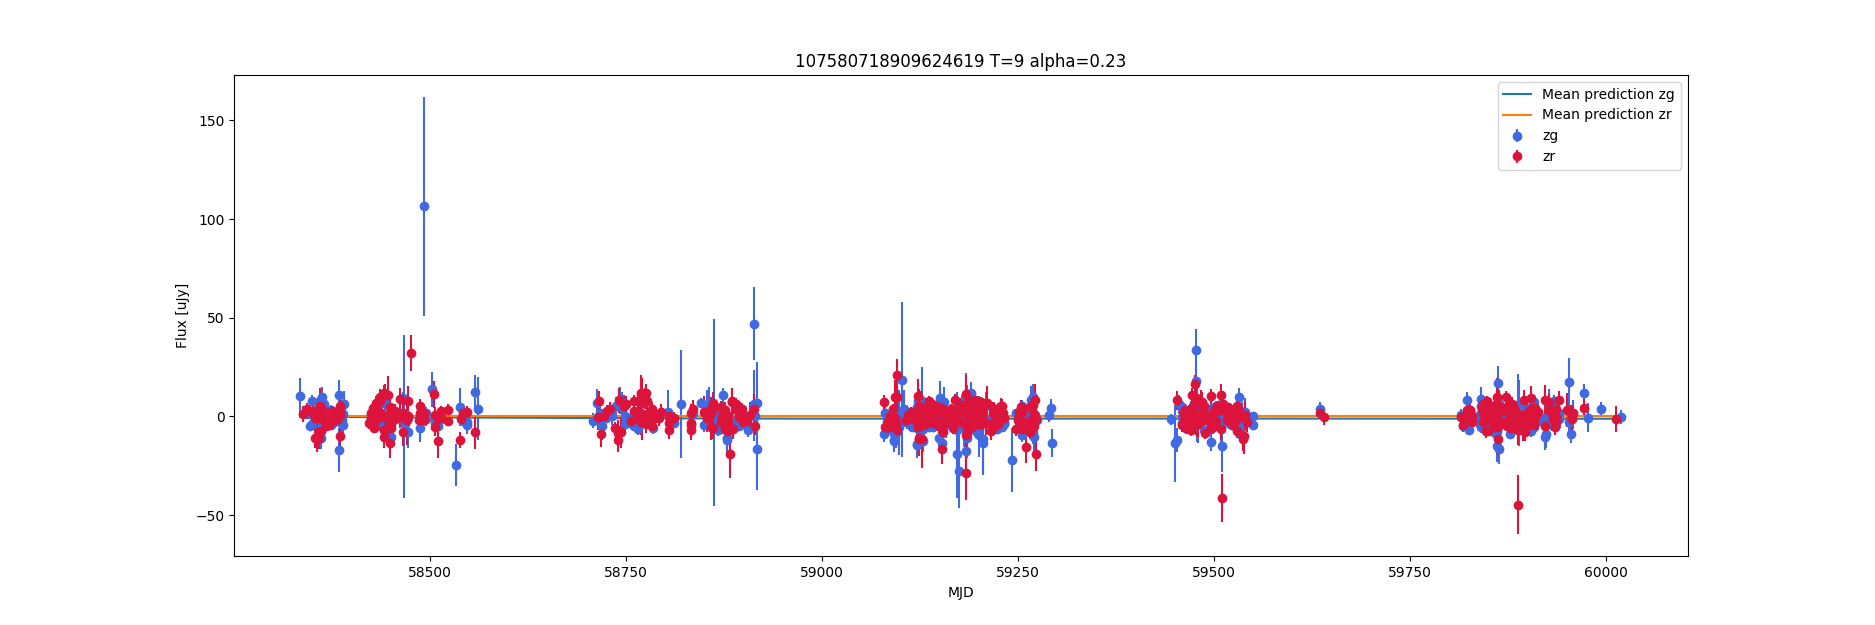 107580718909624619 T=9 alpha=0.23
Mean prediction zg
Mean prediction zr
zg
zr
Flux [uJy]
150
100
50
0
−50
58500
58750
59000
59250
59500
59750
60000
MJD